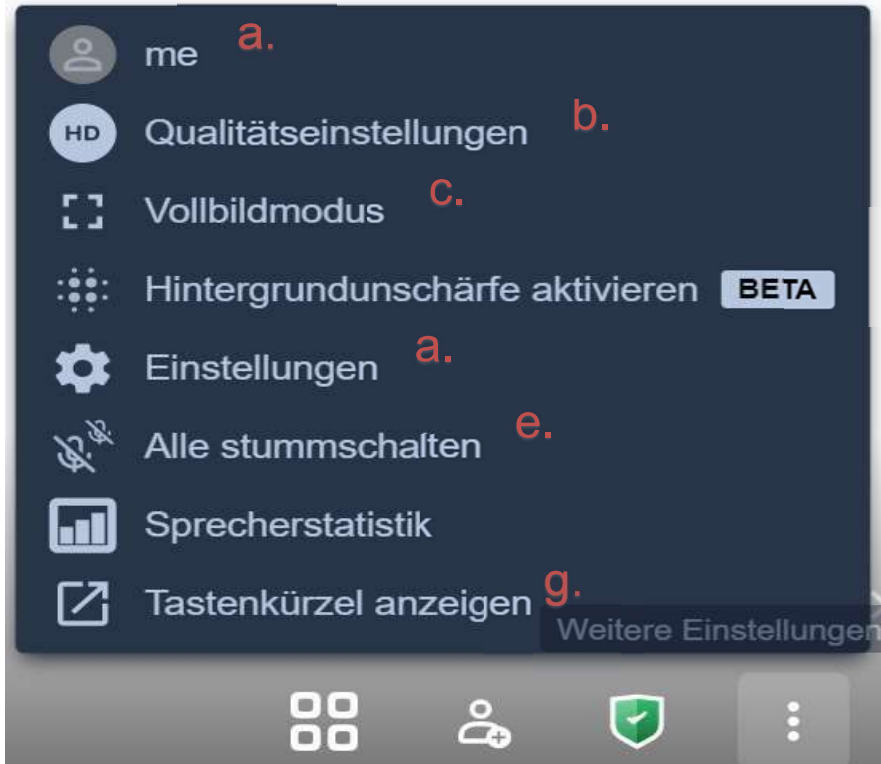 me a.
HD Qualitätseinstellungen b.
Vollbildmodus c.
Hintergrundunschärfe aktivieren BETA
Einstellungen a.
Alle stummschalten e.
Sprecherstatistik
Tastenkürzel anzeigen g.
Weitere Einstellungen